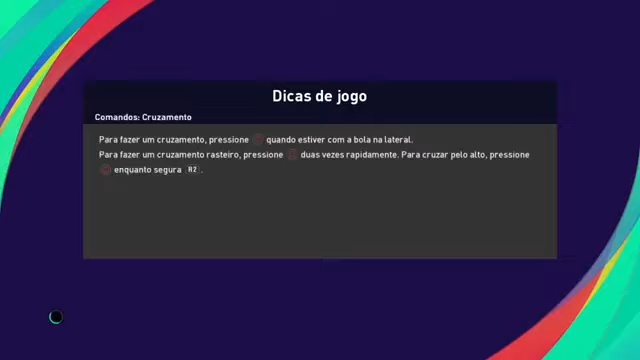 Dicas de jogo
Comandos: Cruzamento
Para fazer um cruzamento, pressione quando estiver com a bola na lateral.
Para fazer um cruzamento rasteiro, pressione duas vezes rapidamente. Para cruzar pelo alto, pressione
enquanto segura R2.